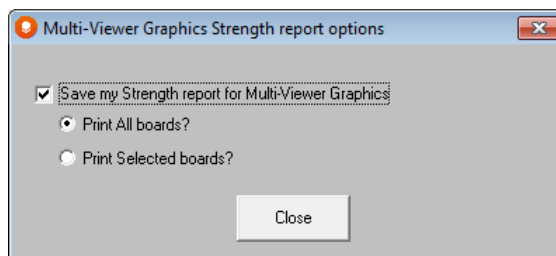 Multi-Viewer Graphics Strength report options
Save my Strength report for Multi-Viewer Graphics
Print All boards?
Print Selected boards?
Close